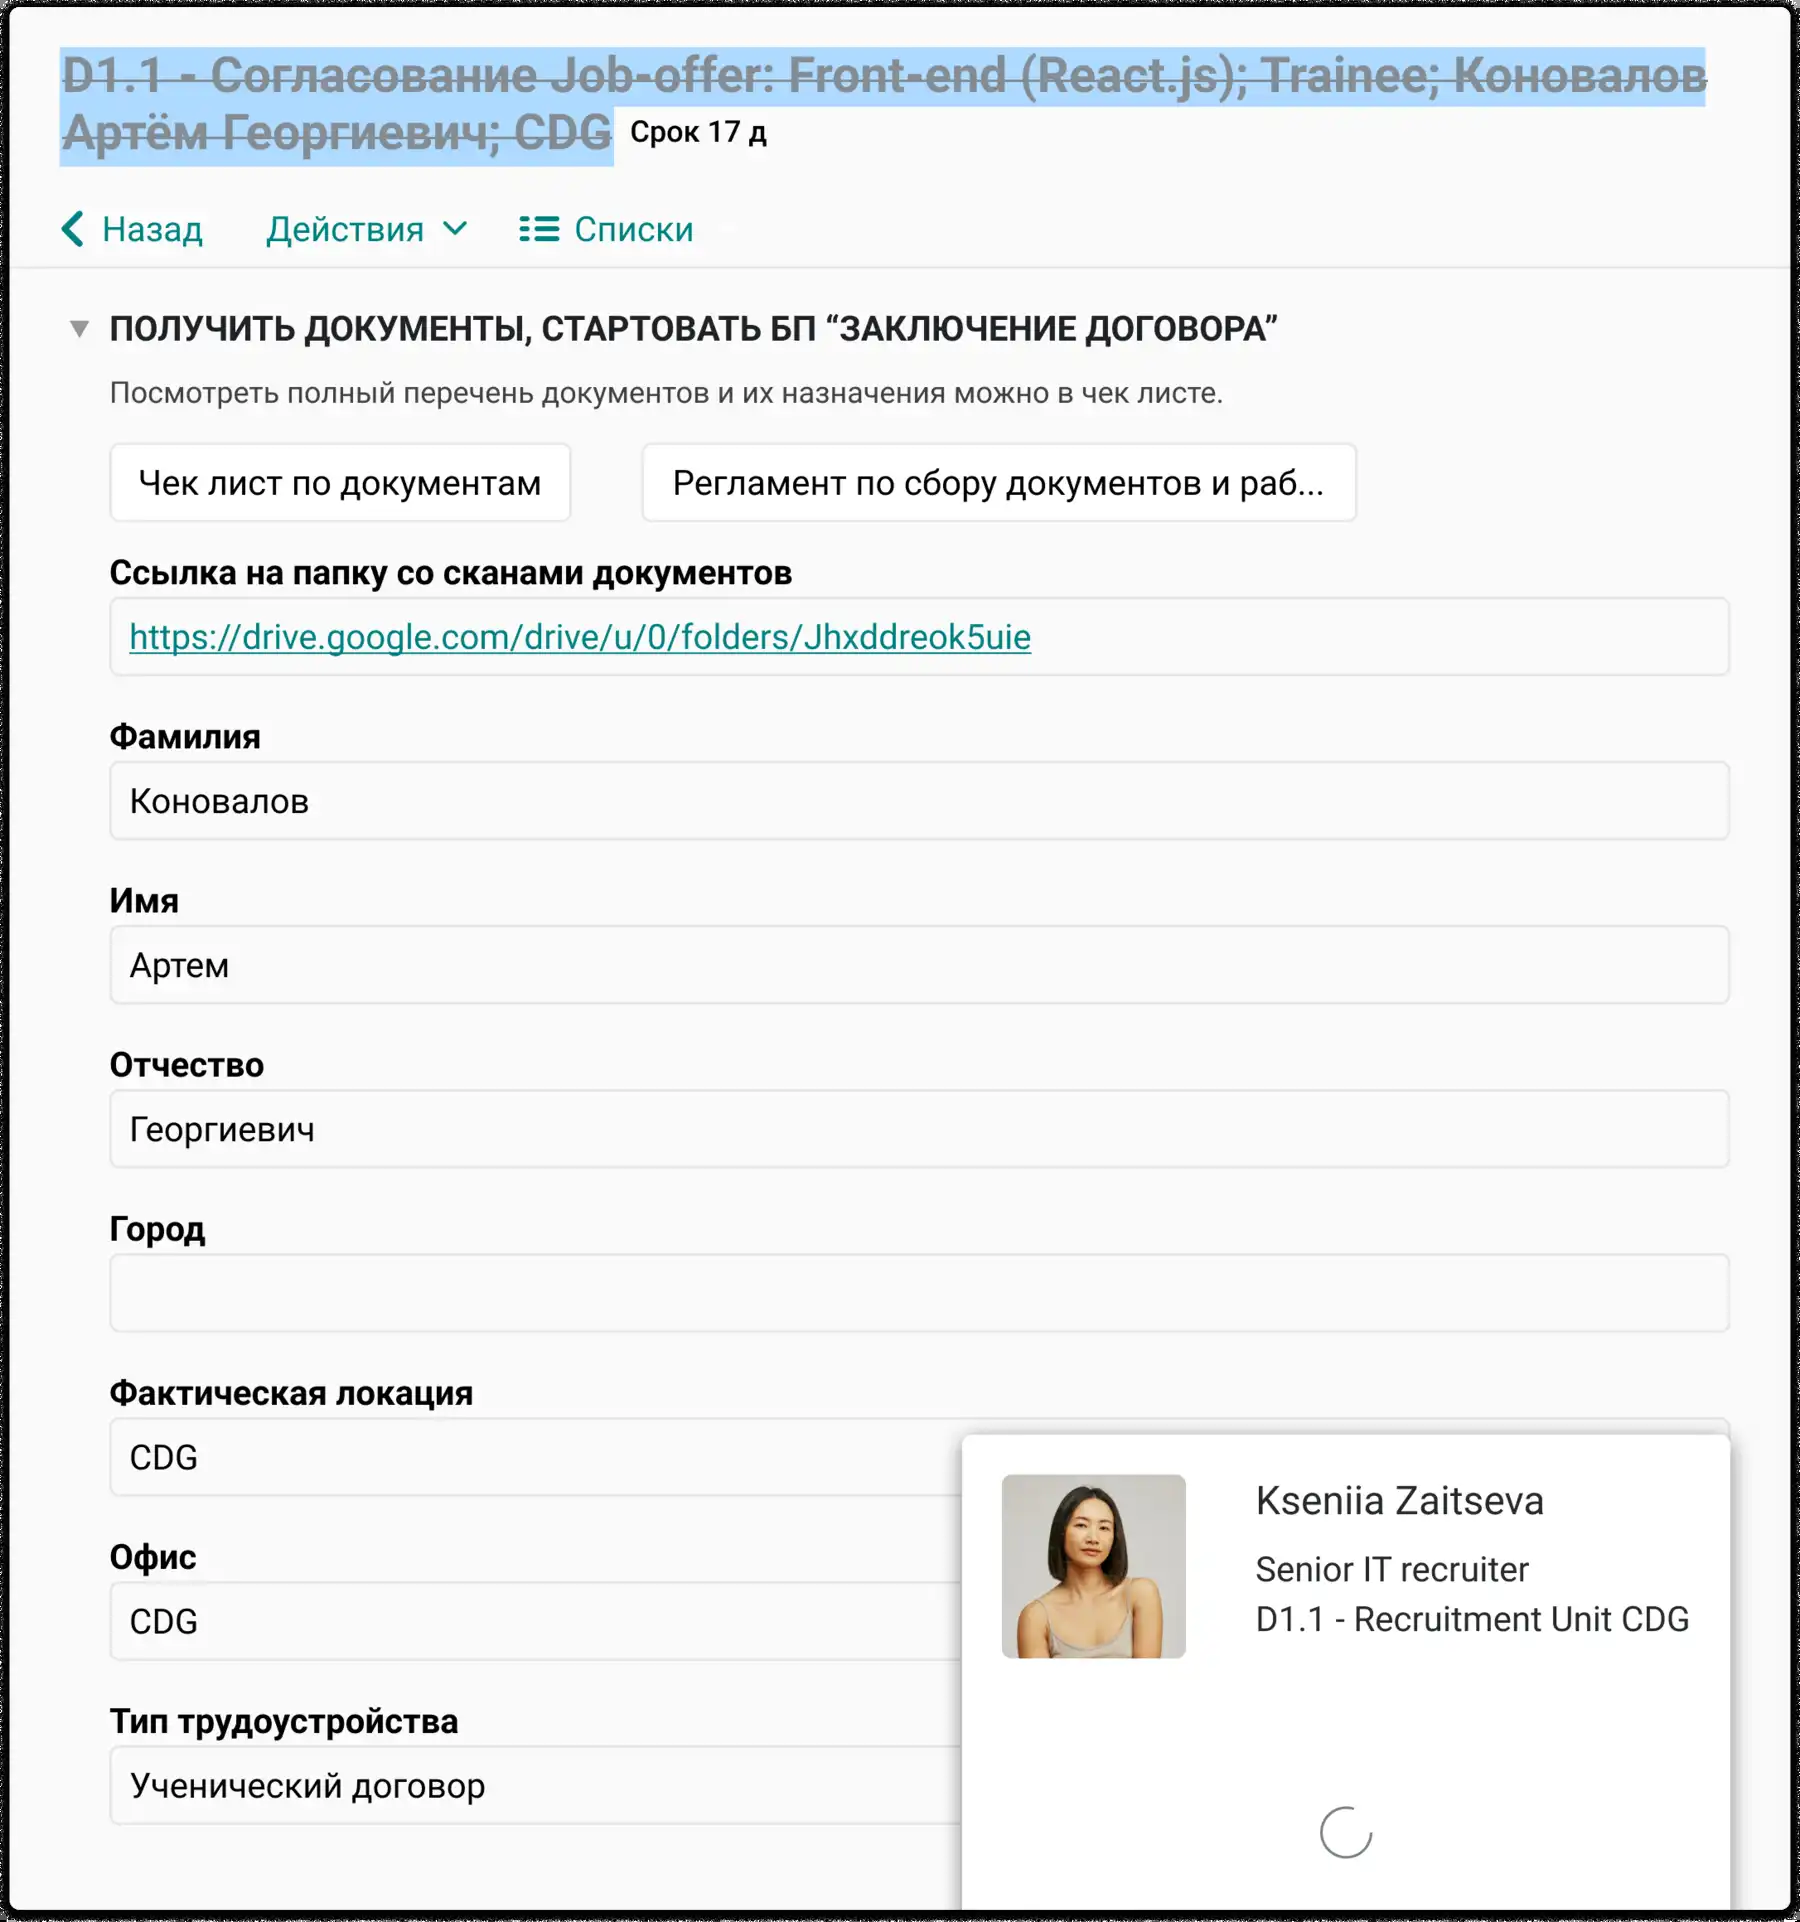 D1.1 - Согласование Job-offer: Front-end (React.js); Trainee; Коновалов
Артём Георгиевич; CDG Срок 17 д
Назад Действия Списки
ПОЛУЧИТЬ ДОКУМЕНТЫ, СТАРТОВАТЬ БП “ЗАКЛЮЧЕНИЕ ДОГОВОРА”
Посмотреть полный перечень документов и их назначения можно в чек листе.
Чек лист по документам Регламент по сбору документов и раб...
Ссылка на папку со сканами документов
https://drive.google.com/drive/u/0/folders/Jhxddreok5uie
Фамилия
Коновалов
Имя
Артем
Отчество
Георгиевич
Город
Фактическая локация
CDG
Офис
CDG
Тип трудоустройства
Ученический договор
Kseniia Zaitseva
Senior IT recruiter
D1.1 - Recruitment Unit CDG